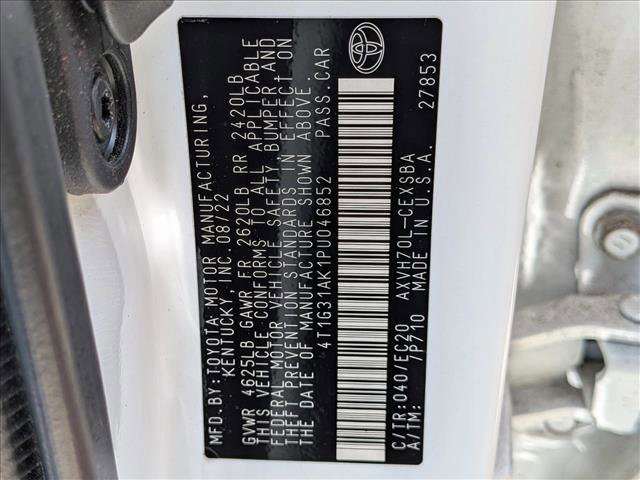 MFD. BY: TOYOTA MOTOR MANUFACTURING,
KENTUCKY, INC. 08/22
GVWR 4625LB GAWR FR 2620LB RR 2420LB
THIS VEHICLE CONFORMS TO ALL APPLICABLE
FEDERAL MOTOR VEHICLE SAFETY BUMPER, AND
THEFT PREVENTION STANDARDS IN EFFECT ON
THE DATE OF MANUFACTURE SHOWN ABOVE.
4T1G31AK1PU046852 PASS. CAR
C/TR: 040/EC20 AXVH70L-CEXSBA
A/TM: 7P710 MADE IN U.S.A.
27853